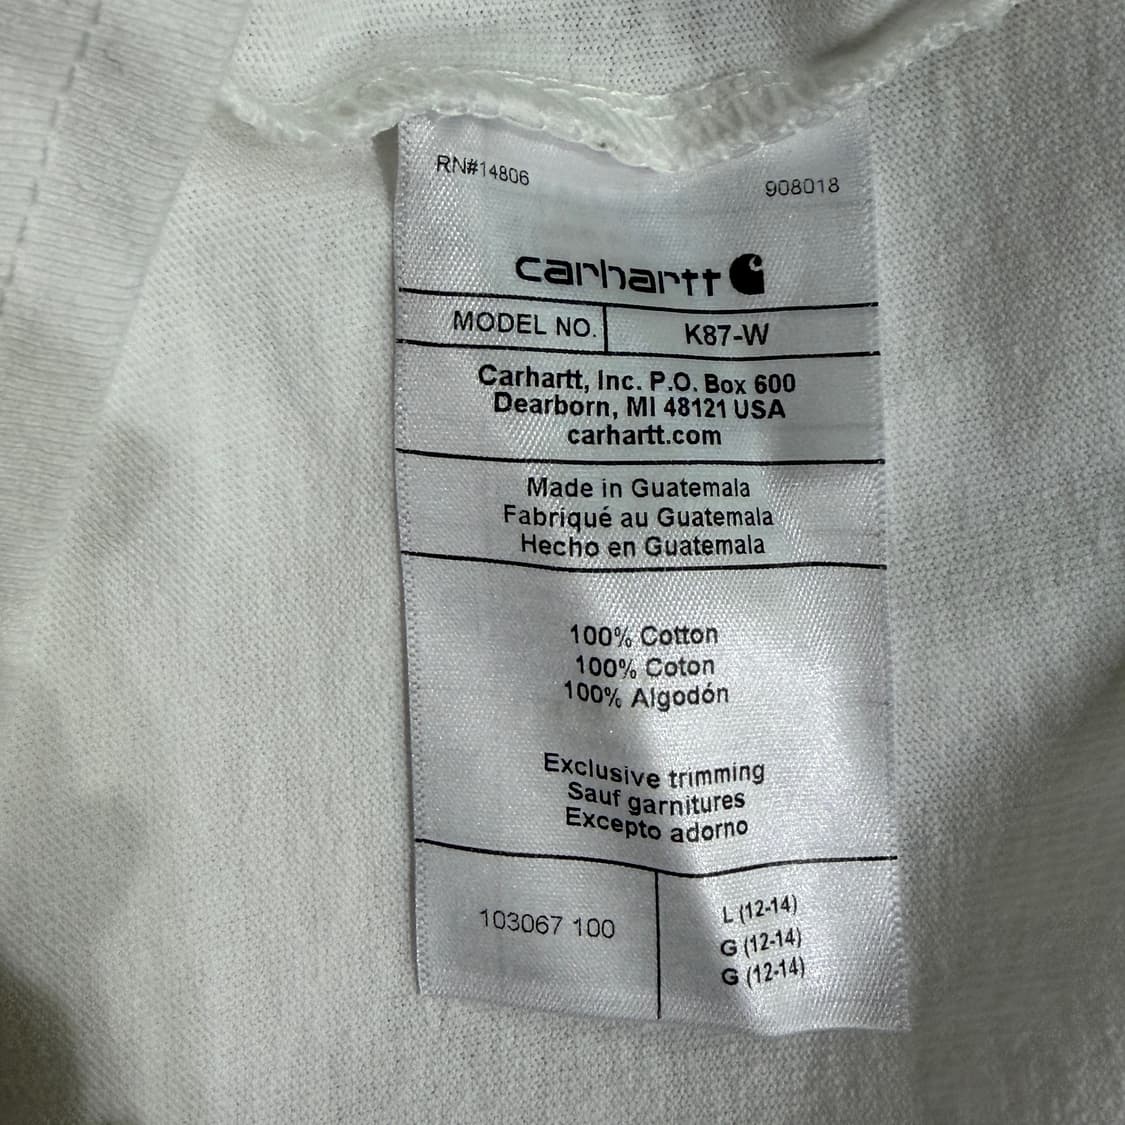 RN#14806
908018
carhartt
MODEL NO. K87-W
Carhartt, Inc. P.O. Box 600
Dearborn, MI 48121 USA
carhartt.com
Made in Guatemala
Fabriqué au Guatemala
Hecho en Guatemala
100% Cotton
100% Coton
100% Algodón
Exclusive trimming
Sauf garnitures
Excepto adorno
103067 100
L (12-14)
G (12-14)
G (12-14)